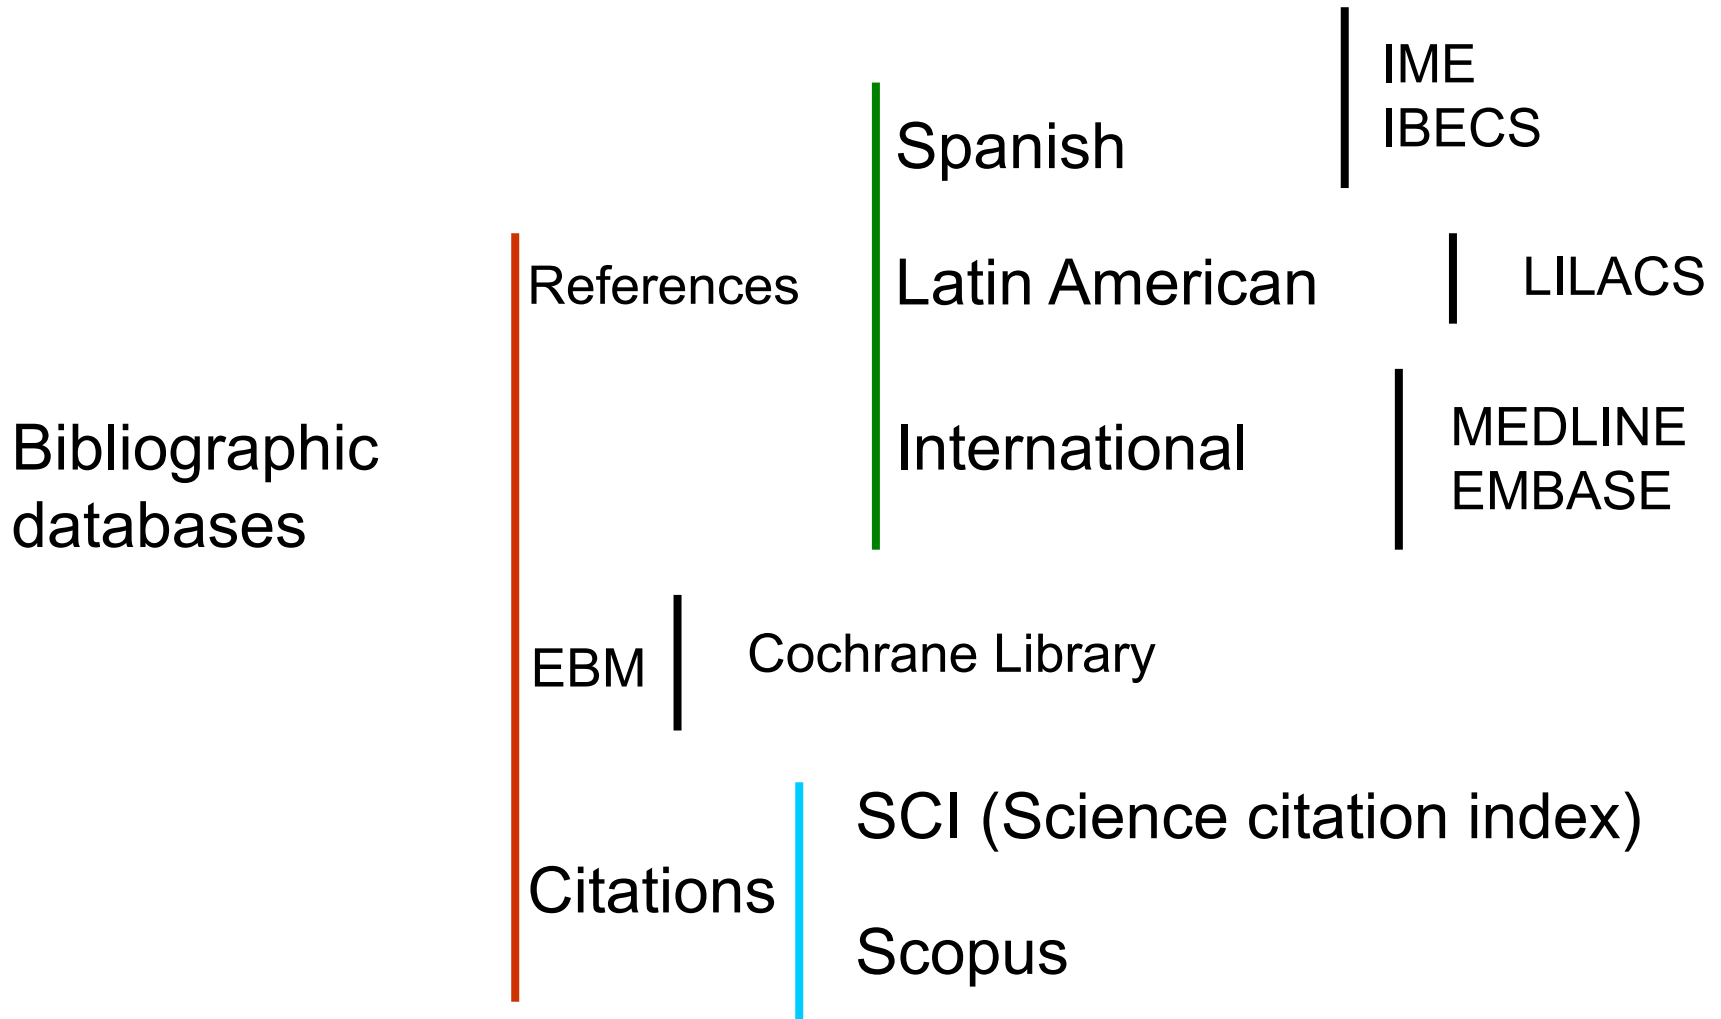 Bibliographic
databases
References
Spanish
IME
IBECS
Latin American
LILACS
International
MEDLINE
EMBASE
EBM
Cochrane Library
Citations
SCI (Science citation index)
Scopus